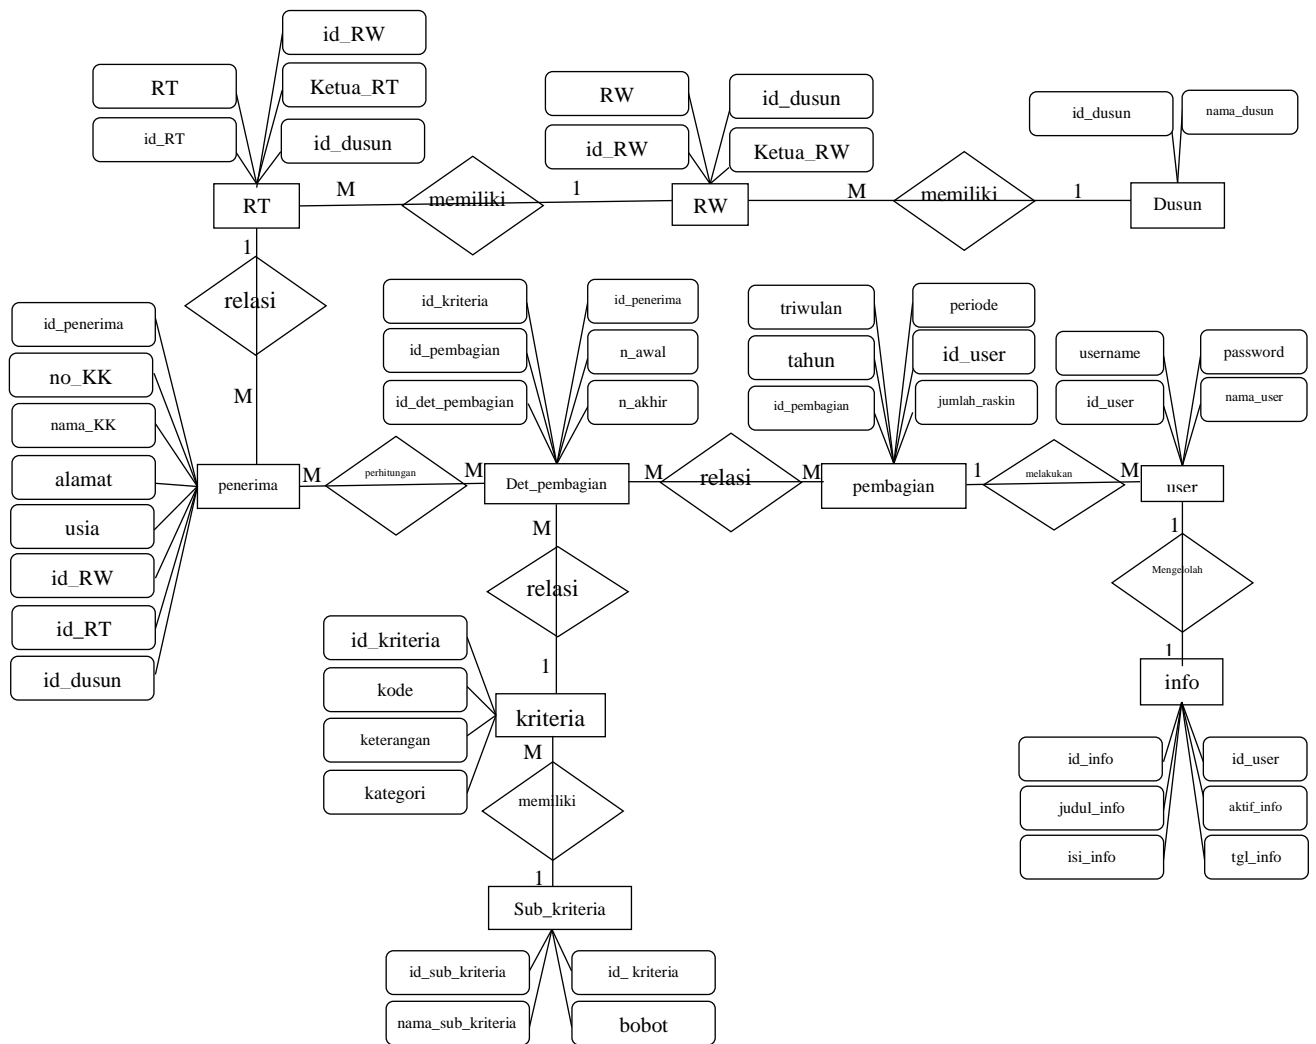 id_RW
RT
Ketua_RT
id_RT
id_dusun
RW
id_dusun
id_RW
Ketua_RW
id_dusun
nama_dusun
RT
M
memiliki
1
RW
M
memiliki
1
Dusun
1
relasi
M
id_penerima
no_KK
nama_KK
alamat
usia
id_RW
id_RT
id_dusun
id_kriteria
id_penerima
id_pembagian
n_awal
id_det_pembagian
n_akhir
triwulan
periode
tahun
id_user
id_pembagian
jumlah_raskin
username
password
id_user
nama_user
penerima
M
perhitungan
M
Det_pembagian
M
relasi
M
pembagian
1
melakukan
M
user
M
relasi
1
1
Mengelolah
1
info
id_kriteria
kode
keterangan
kategori
kriteria
M
memiliki
1
Sub_kriteria
id_sub_kriteria
id_ kriteria
nama_sub_kriteria
bobot
id_info
id_user
judul_info
aktif_info
isi_info
tgl_info